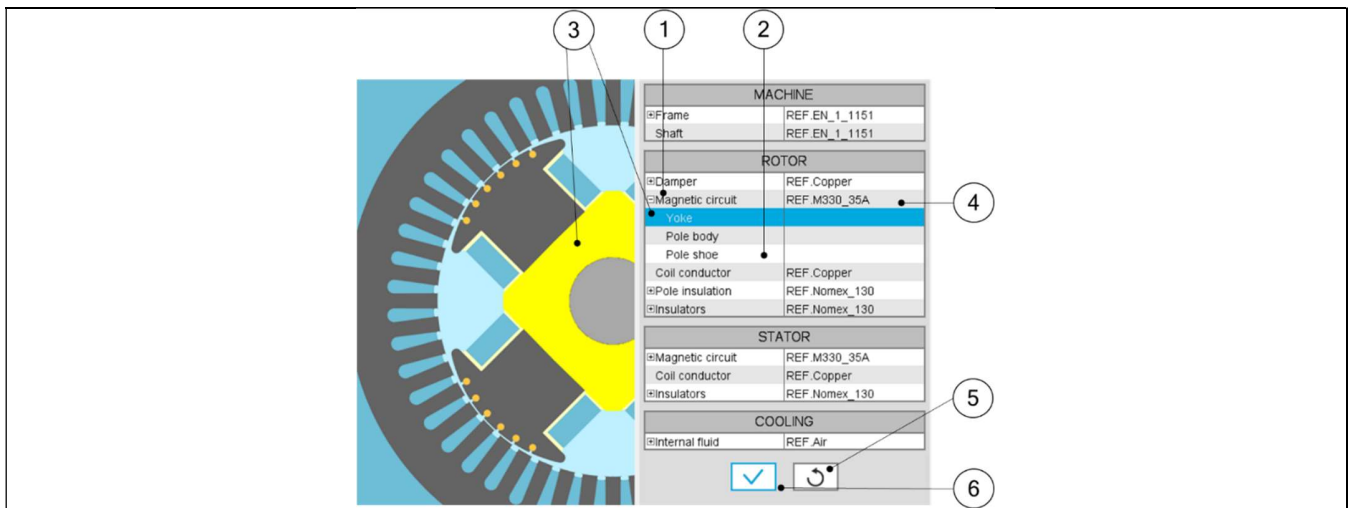 3 1 2
MACHINE
Frame REF.EN_1_1151
Shaft REF.EN_1_1151
ROTOR
Damper REF.Copper
Magnetic circuit REF.M330_35A 4
Yoke
Pole body
Pole shoe
Coil conductor REF.Copper
Pole insulation REF.Nomex_130
Insulators REF.Nomex_130
STATOR
Magnetic circuit REF.M330_35A
Coil conductor REF.Copper
Insulators REF.Nomex_130
5
COOLING
Internal fluid REF.Air
6